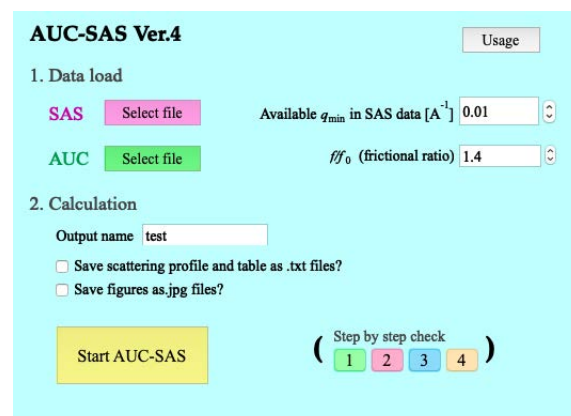 AUC-SAS Ver.4
Usage
1. Data load
SAS Select file Available qmin in SAS data [A-1] 0.01
AUC Select file f/f0 (frictional ratio) 1.4
2. Calculation
Output name test
Save scattering profile and table as .txt files?
Save figures as.jpg files?
Start AUC-SAS
Step by step check
( 1 2 3 4 )